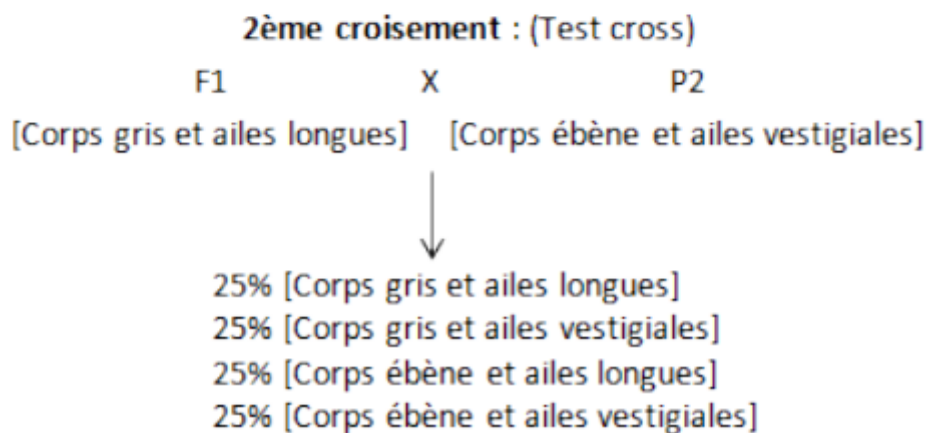 2ème croisement : (Test cross)
F1 X P2
[Corps gris et ailes longues] [Corps ébène et ailes vestigiales]
25% [Corps gris et ailes longues]
25% [Corps gris et ailes vestigiales]
25% [Corps ébène et ailes longues]
25% [Corps ébène et ailes vestigiales]